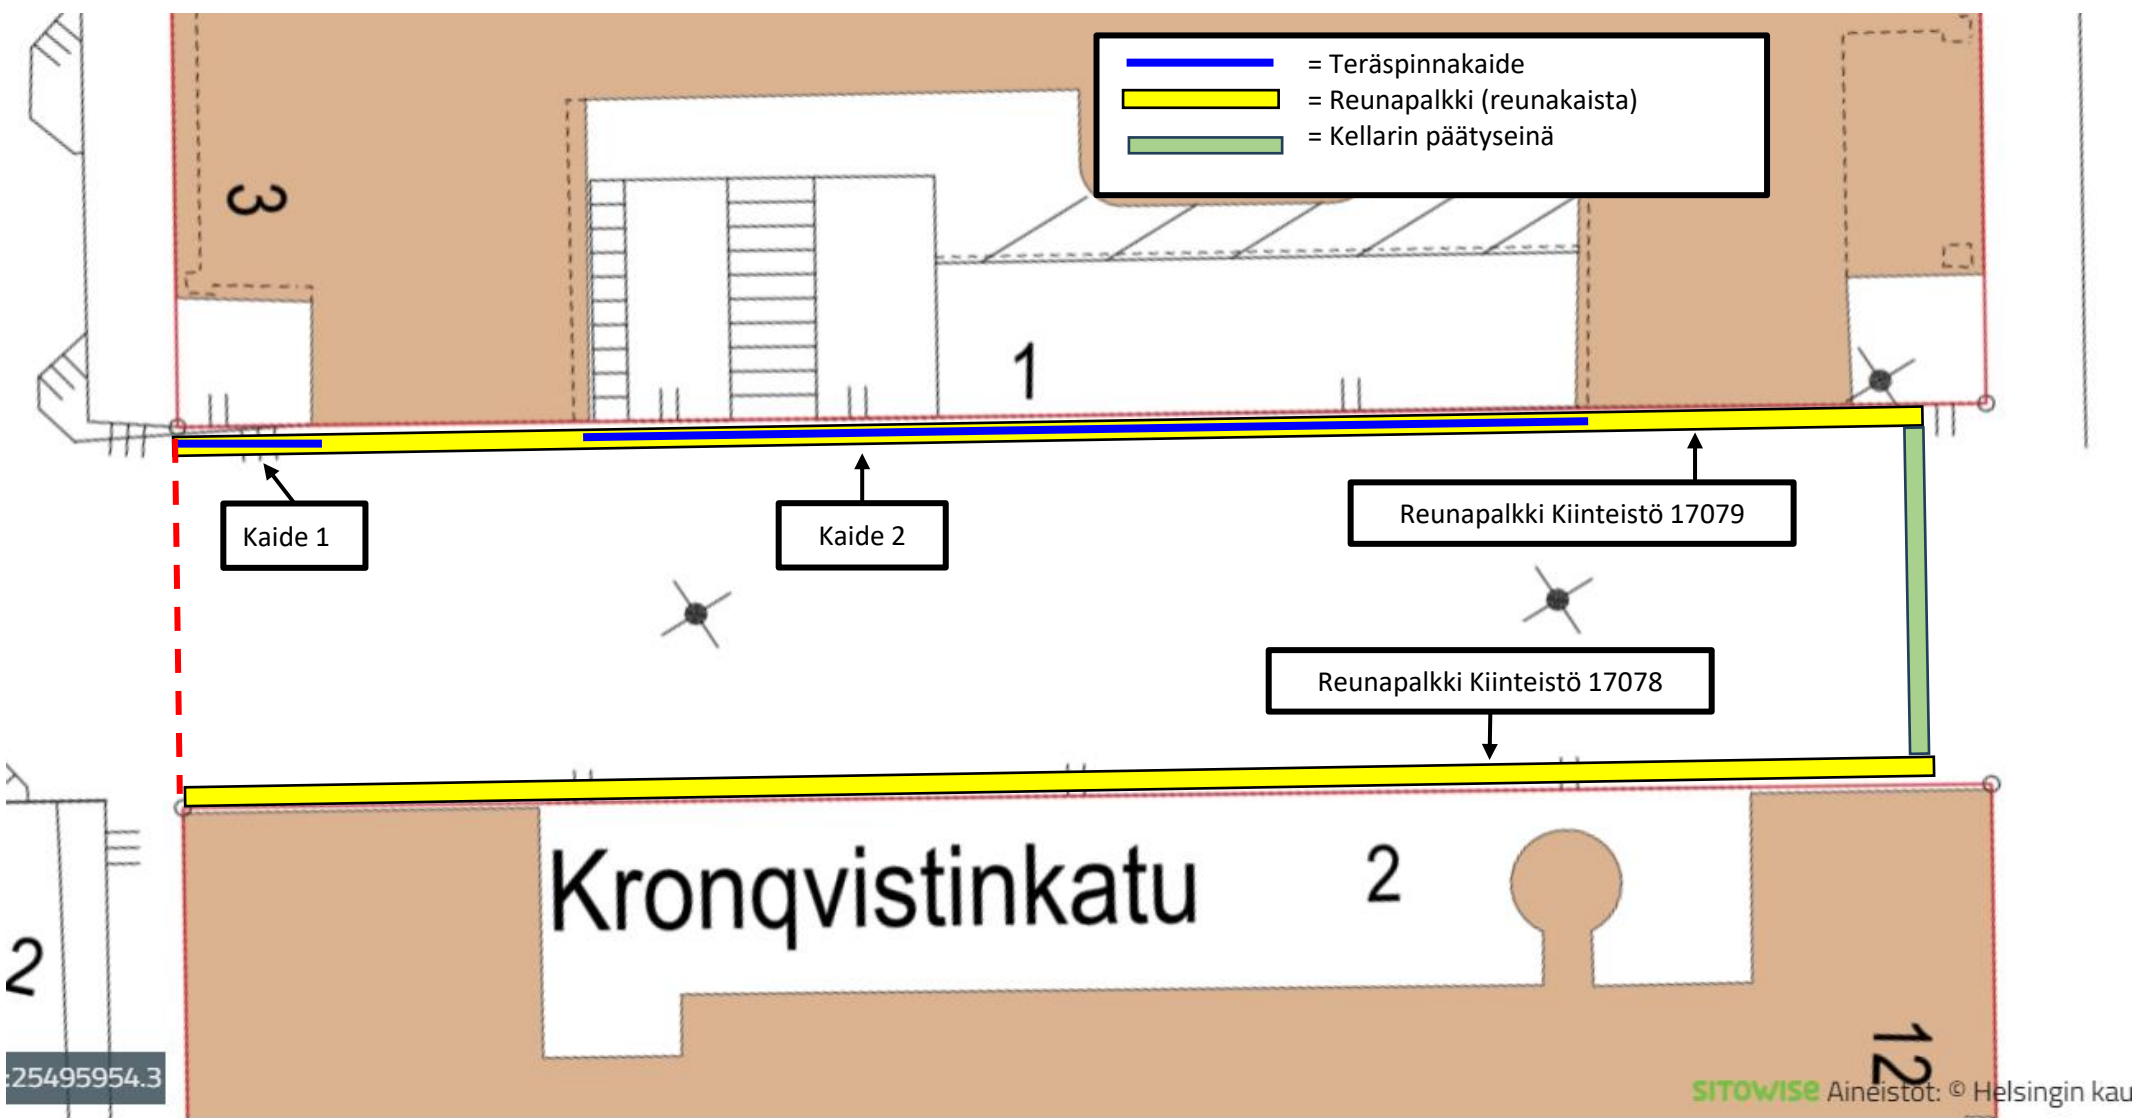 = Teräspinnakaide
= Reunapalkki (reunakaista)
= Kellarin päätyseinä
3
1
Kaide 1
Kaide 2
Reunapalkki Kiinteistö 17079
Reunapalkki Kiinteistö 17078
Kronqvistinkatu
2
2
12
:25495954.3
SITOWISE Aineistot: © Helsingin kau